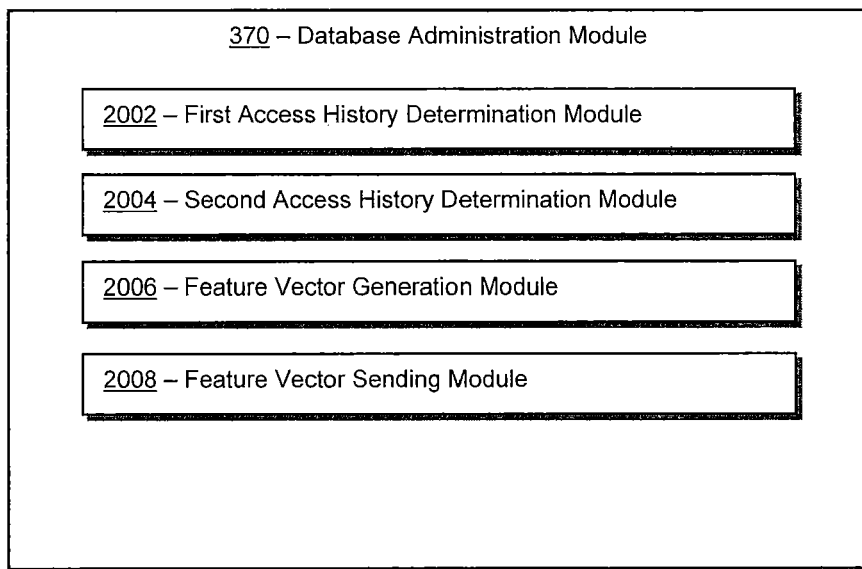 370 – Database Administration Module
2002 – First Access History Determination Module
2004 – Second Access History Determination Module
2006 – Feature Vector Generation Module
2008 – Feature Vector Sending Module